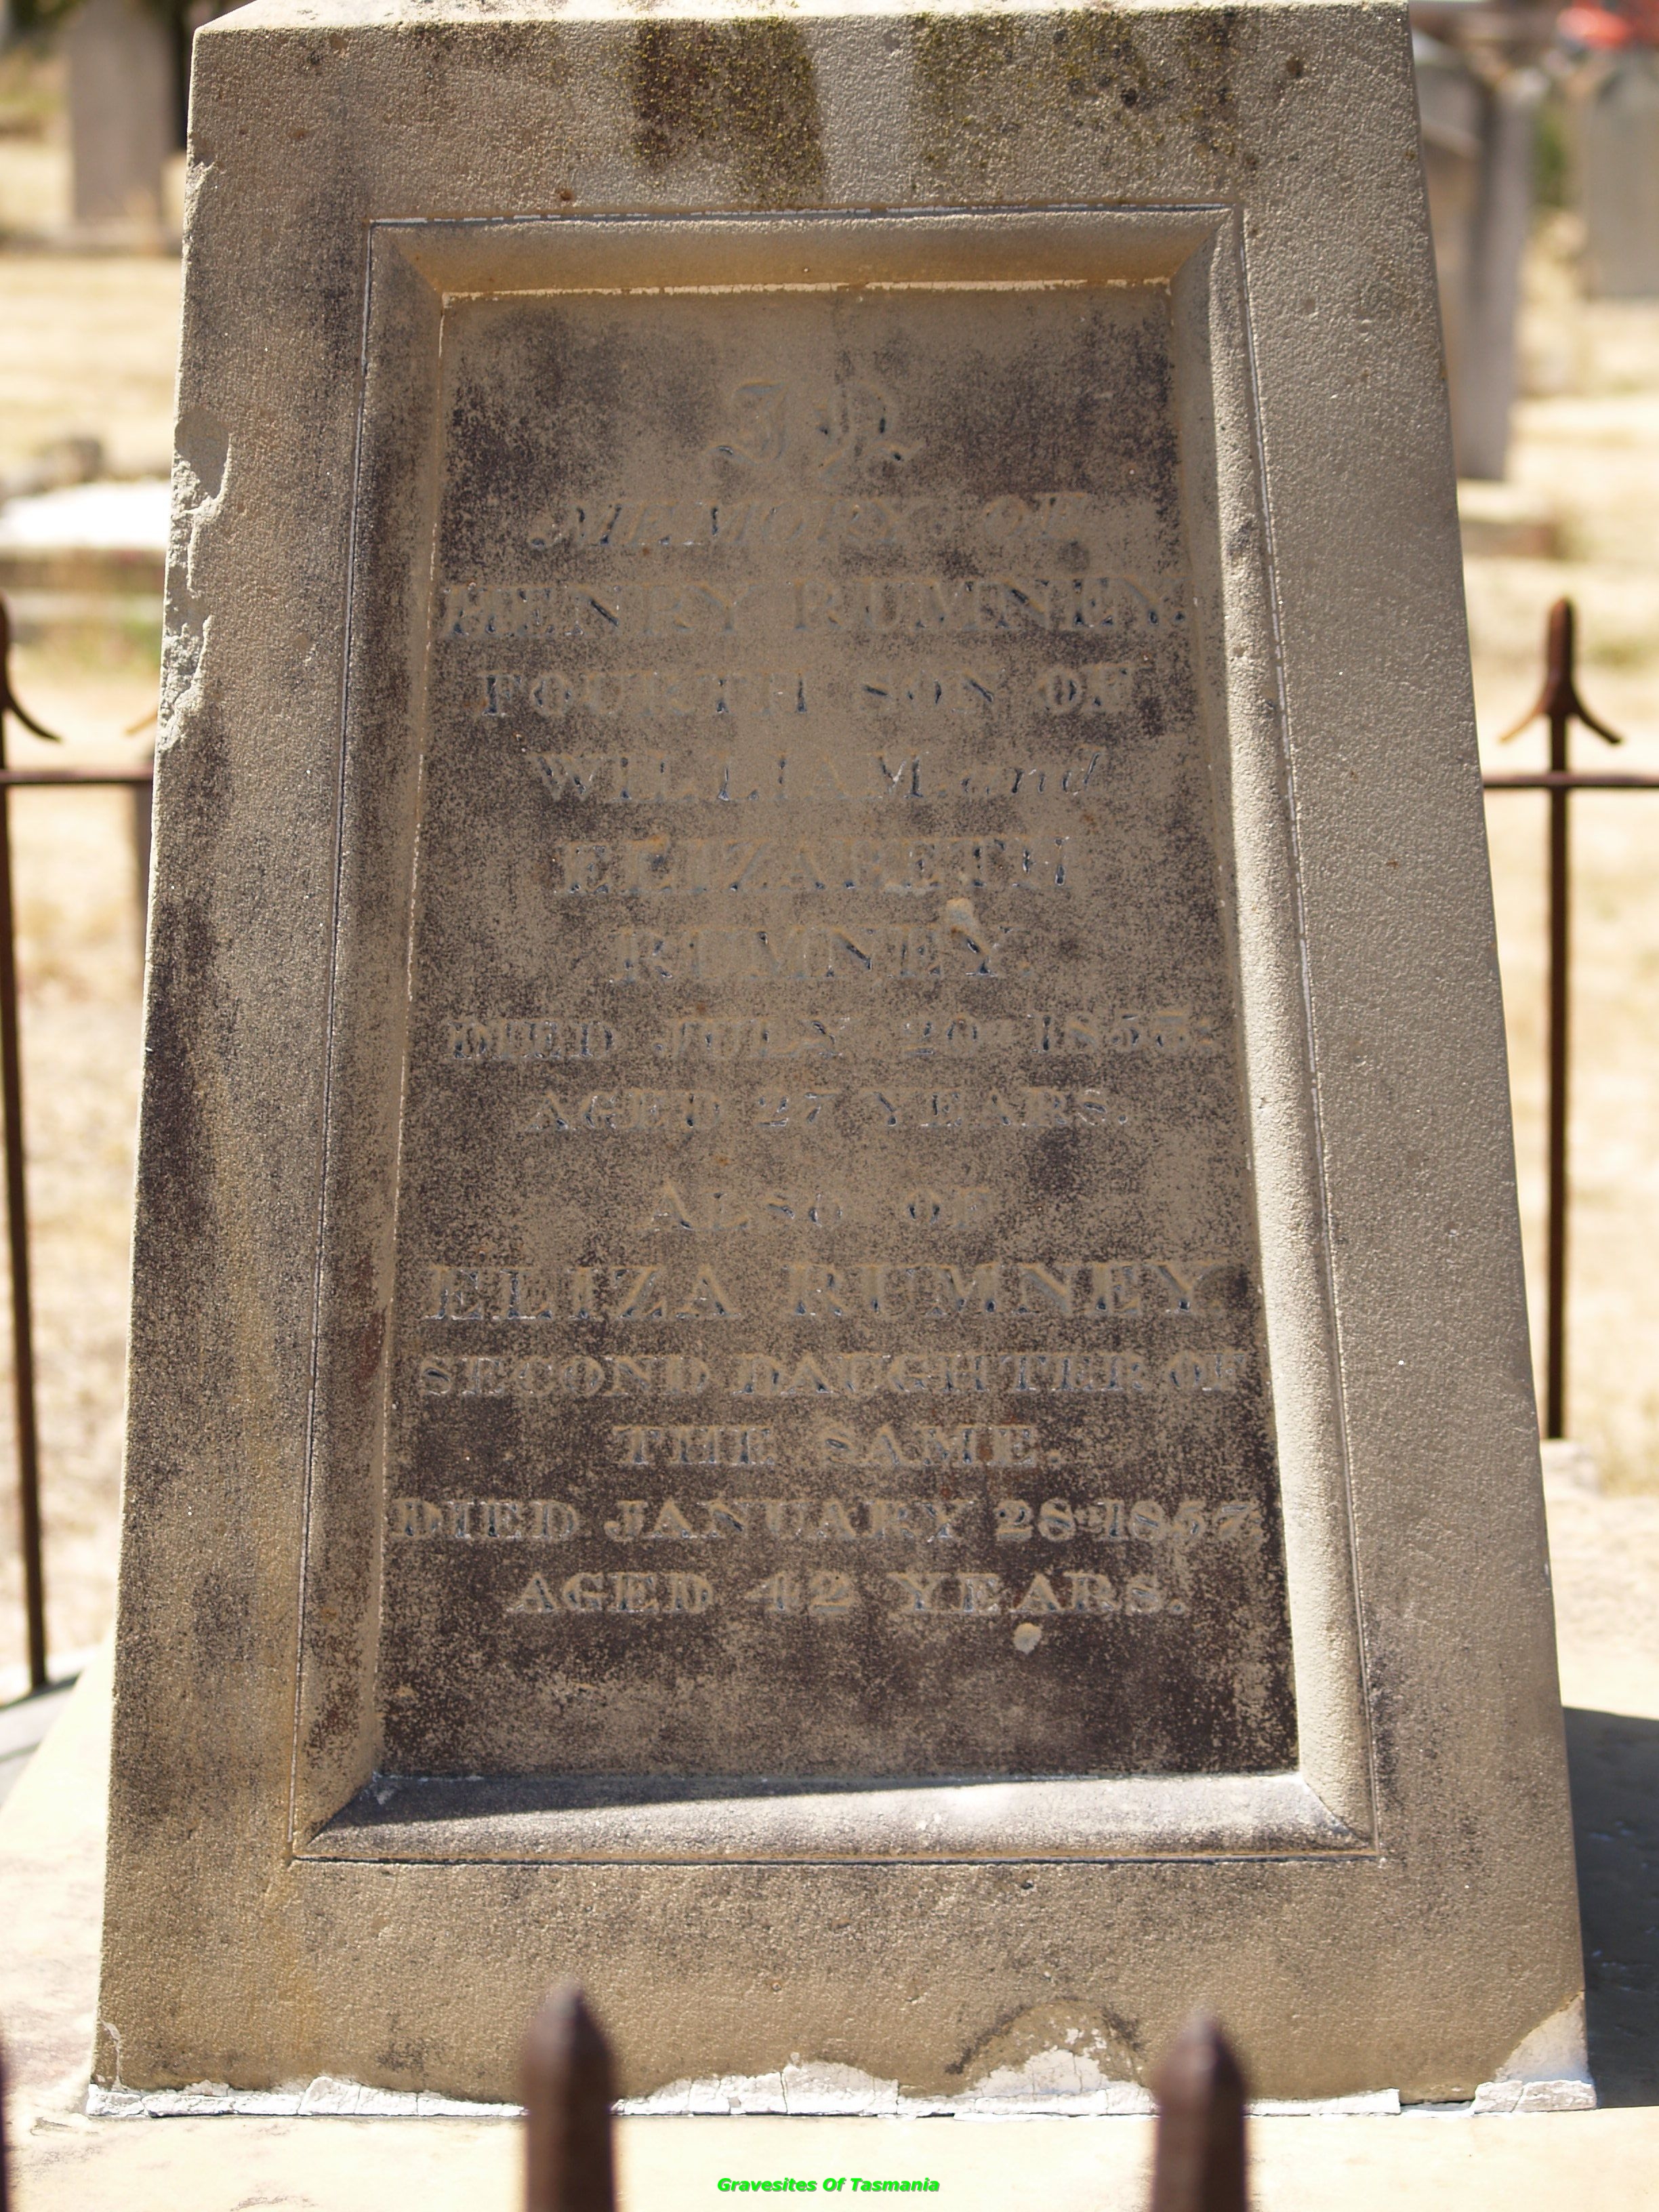 In
MEMORY OF
HENRY RUMNEY,
FOURTH SON OF
WILLIAM and
ELIZABETH
RUMNEY.
DIED JULY 20th
AGED 27 YEARS.
ALSO OF
ELIZA RUMNEY.
SECOND DAUGHTER OF
THE SAME.
DIED JANUARY 28th 1857.
AGED 42 YEARS.
Gravesites Of Tasmania